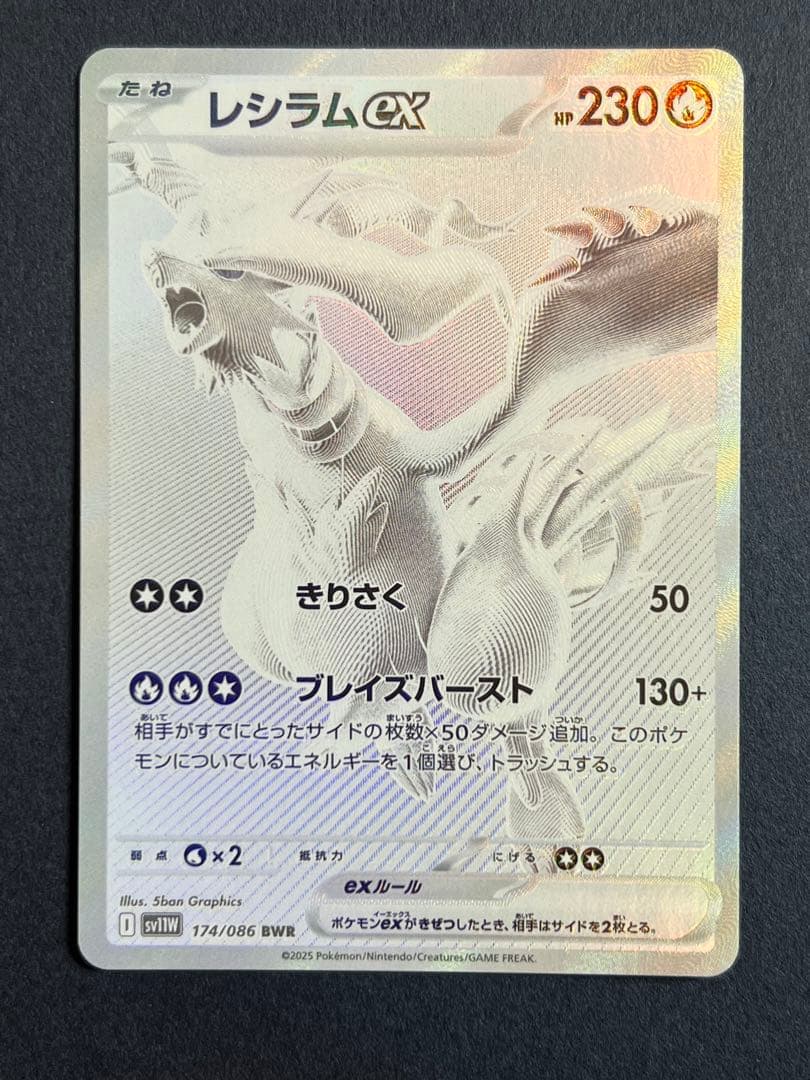 たね
レシラムex
HP 230
きりさく 50
ブレイズバースト 130+
相手がすでにとったサイドの枚数×50ダメージ追加。このポケ
モンについているエネルギーを1個選び、トラッシュする。
弱点 ×2 抵抗力 にげる
Illus. 5ban Graphics
exルール
I sv11W 174/086 BWR
ポケモンexがきぜつしたとき、相手はサイドを2枚とる。
©2025 Pokémon/Nintendo/Creatures/GAME FREAK.